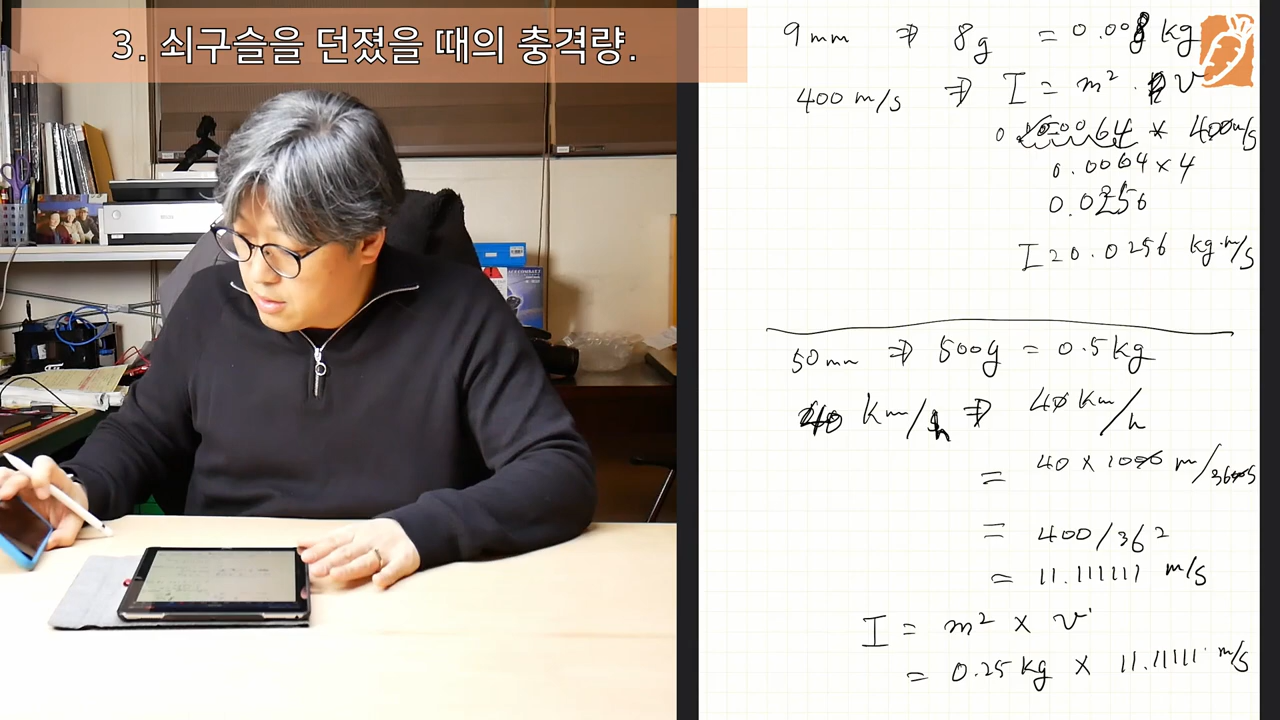 3. 쇠구슬을 던졌을 때의 충격량.
9mm ⇒ 8g = 0.008 kg
400 m/s ⇒ I = m² · v
0.000064 * 400m/s
0.0064 × 4
0.0256
I = 0.0256 kg·m/s
50mm ⇒ 500g = 0.5kg
40 km/h ⇒ 40 km/h
= 40 × 1000 m/3600s
= 400/36
= 11.111111 m/s
I = m² × v
= 0.25 kg × 11.11111 m/s